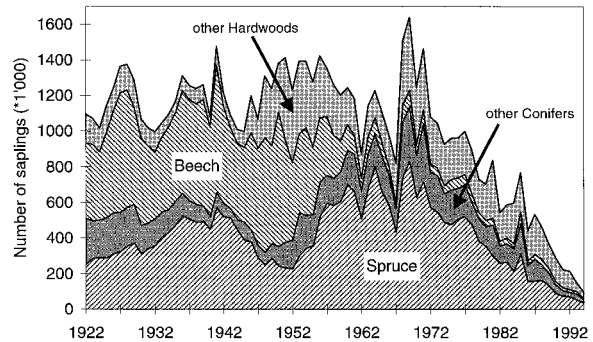 Number of saplings (*1'000)
1600
1400
1200
1000
800
600
400
200
0
other Hardwoods
other Conifers
Beech
Spruce
1922 1932 1942 1952 1962 1972 1982 1992